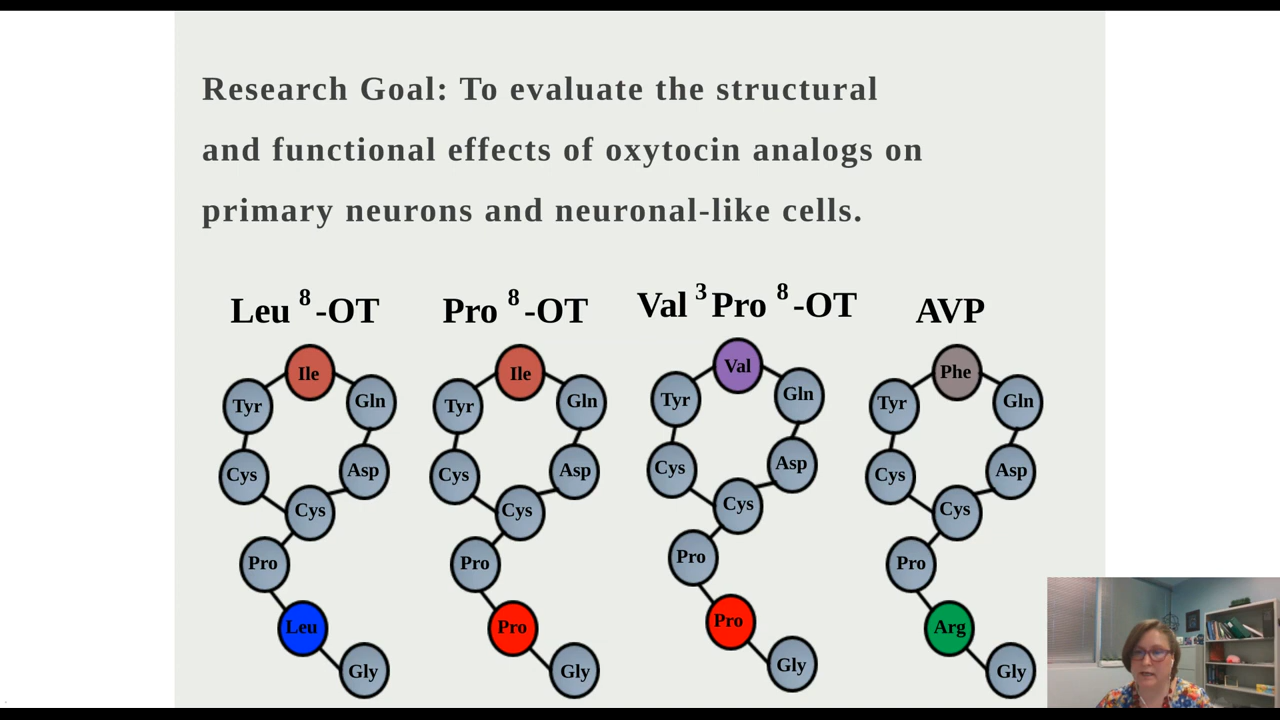 Research Goal: To evaluate the structural
and functional effects of oxytocin analogs on
primary neurons and neuronal-like cells.
Leu 8 -OT
Ile
Tyr
Gln
Cys
Asp
Cys
Pro
Leu
Gly
Pro 8 -OT
Ile
Tyr
Gln
Cys
Asp
Cys
Pro
Pro
Gly
Val 3 Pro 8 -OT
Val
Tyr
Gln
Cys
Asp
Cys
Pro
Pro
Gly
AVP
Phe
Tyr
Gln
Cys
Asp
Cys
Pro
Arg
Gly